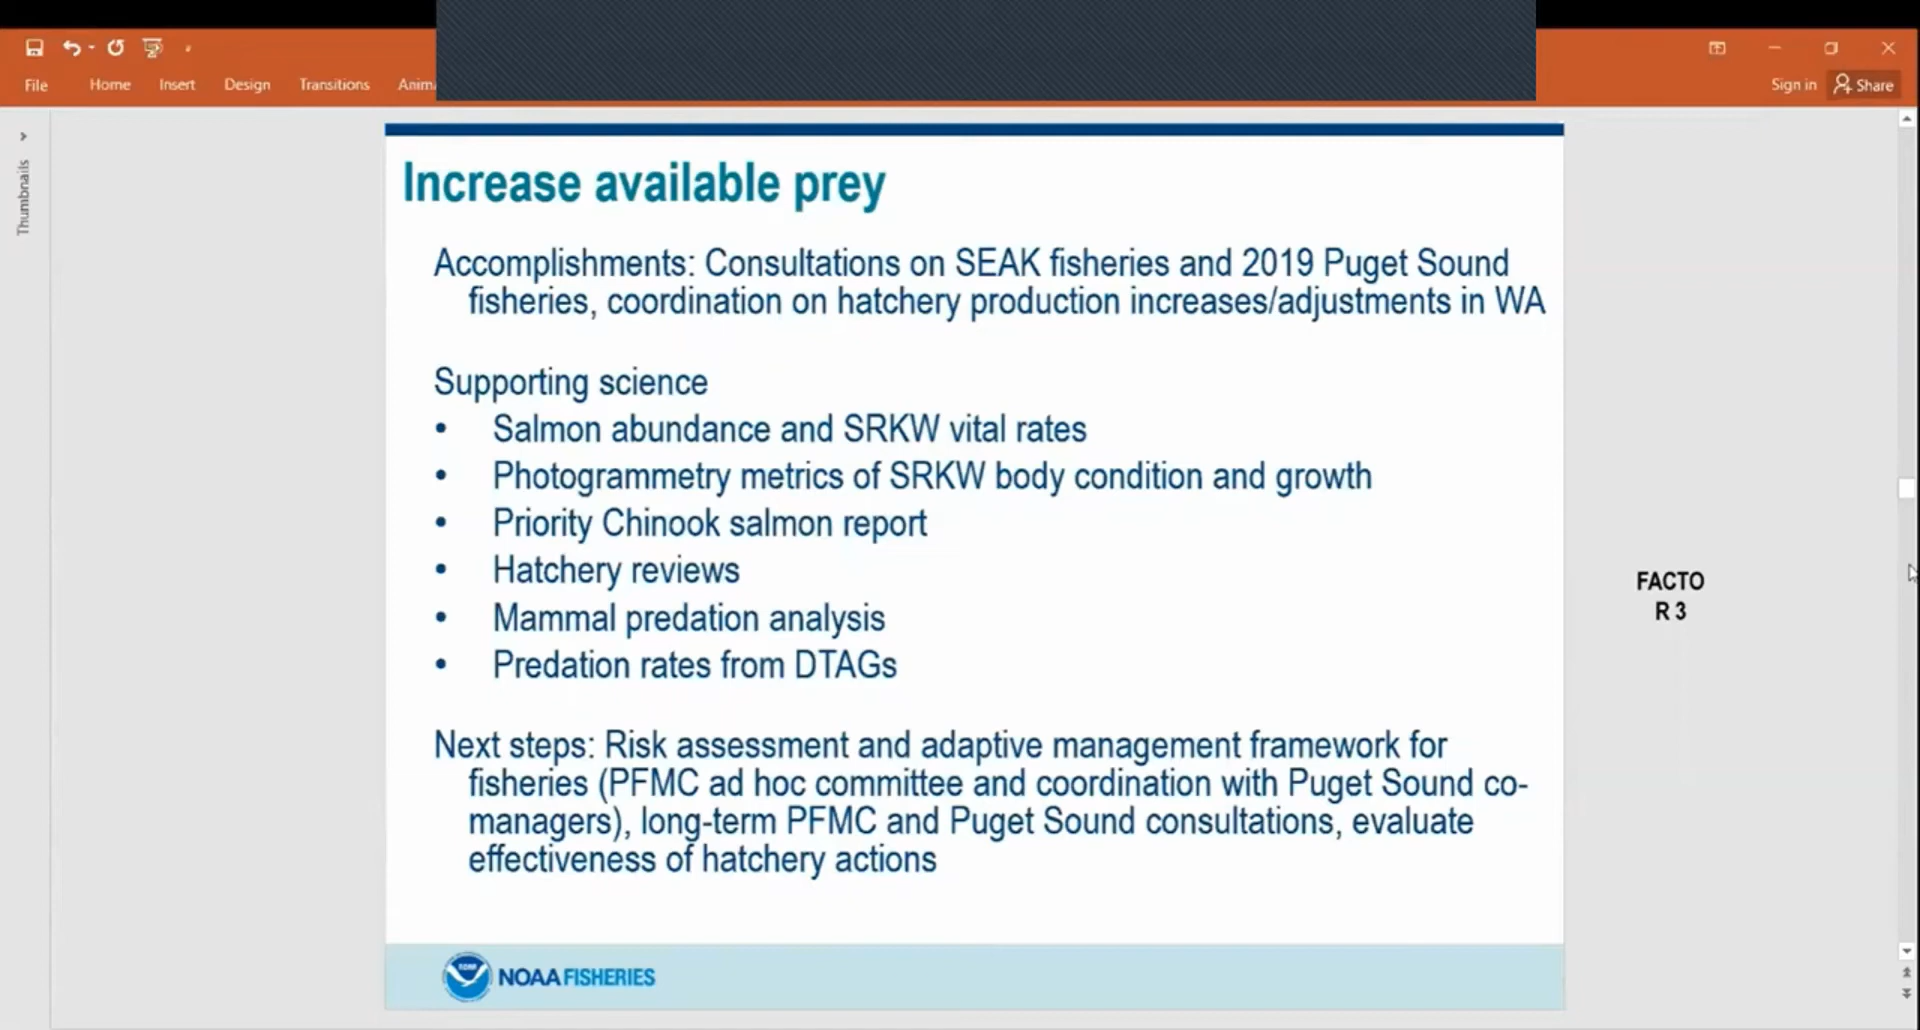 File Home Insert Design Transitions Anim
Sign in Share
Thumbnails
Increase available prey
Accomplishments: Consultations on SEAK fisheries and 2019 Puget Sound
fisheries, coordination on hatchery production increases/adjustments in WA
Supporting science
• Salmon abundance and SRKW vital rates
• Photogrammetry metrics of SRKW body condition and growth
• Priority Chinook salmon report
• Hatchery reviews
• Mammal predation analysis
• Predation rates from DTAGs
Next steps: Risk assessment and adaptive management framework for
fisheries (PFMC ad hoc committee and coordination with Puget Sound co-
managers), long-term PFMC and Puget Sound consultations, evaluate
effectiveness of hatchery actions
FACTO
R 3
NOAA FISHERIES